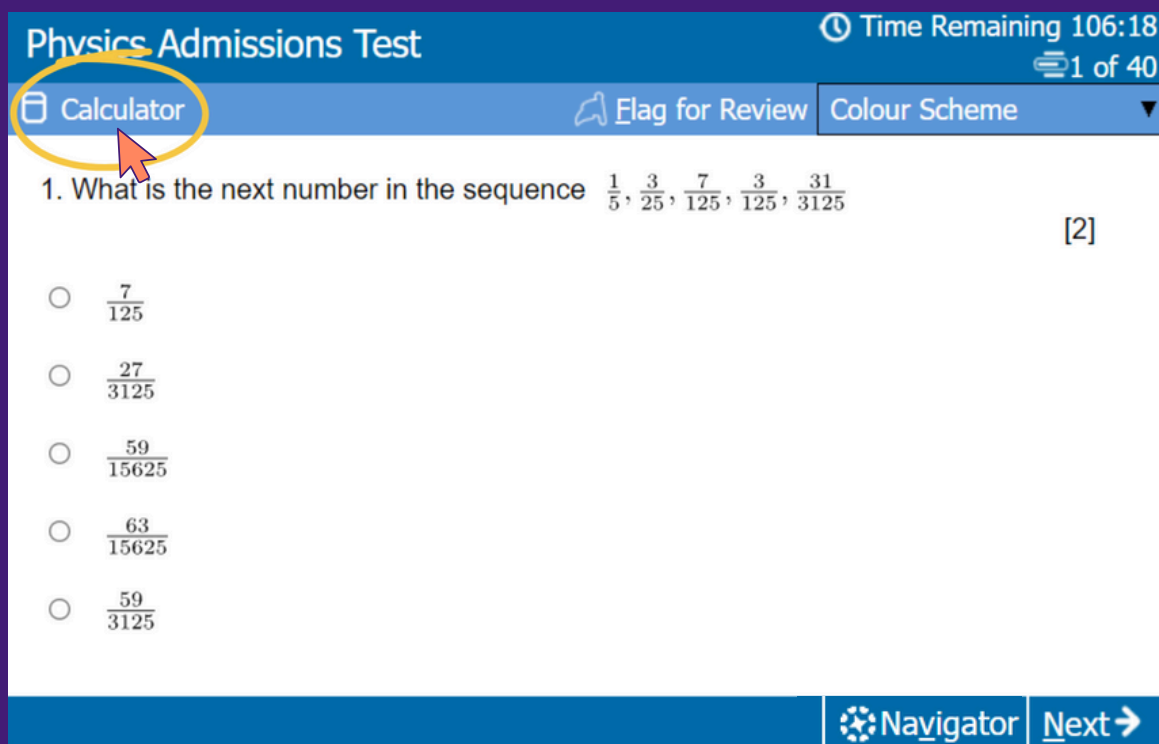 Physics Admissions Test
Time Remaining 106:18
1 of 40
Calculator
Flag for Review
Colour Scheme
1. What is the next number in the sequence 1/5, 3/25, 7/125, 3/125, 31/3125
[2]
7/125
27/3125
59/15625
63/15625
59/3125
Navigator
Next